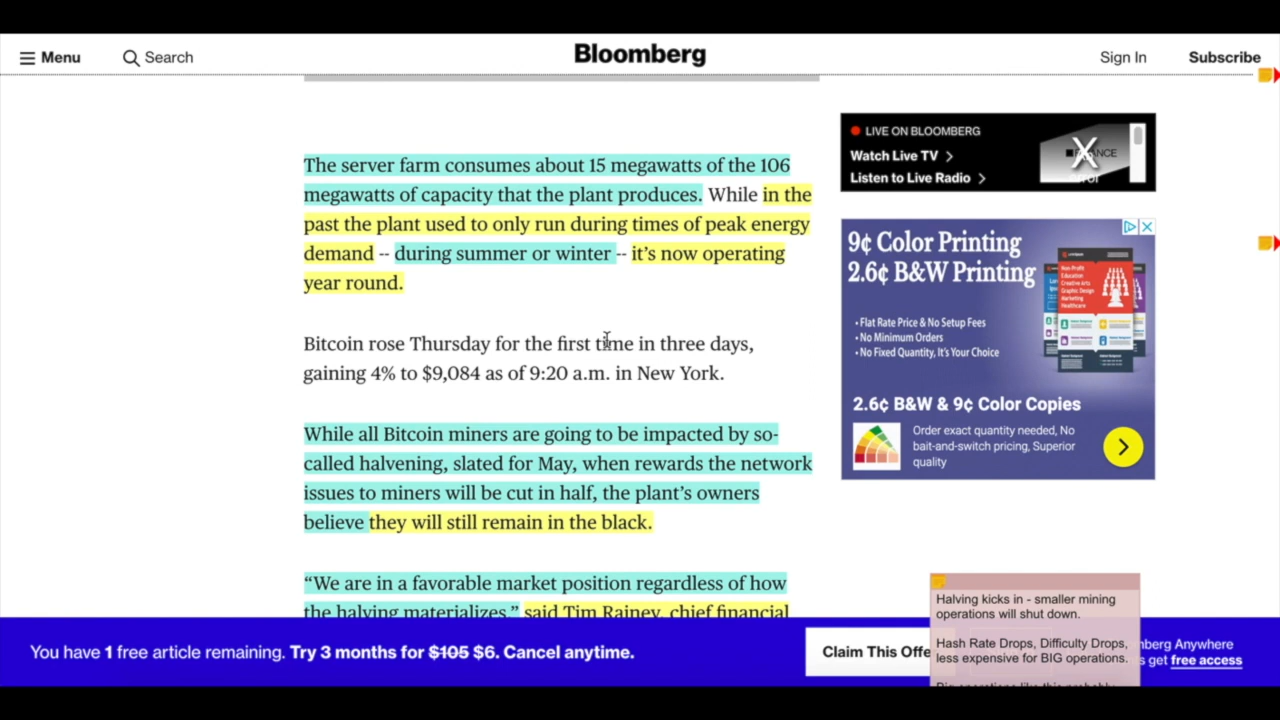 Menu
Search
Bloomberg
Sign In
Subscribe
The server farm consumes about 15 megawatts of the 106
megawatts of capacity that the plant produces. While in the
past the plant used to only run during times of peak energy
demand -- during summer or winter -- it’s now operating
year round.
Bitcoin rose Thursday for the first time in three days,
gaining 4% to $9,084 as of 9:20 a.m. in New York.
While all Bitcoin miners are going to be impacted by so-
called halvening, slated for May, when rewards the network
issues to miners will be cut in half, the plant’s owners
believe they will still remain in the black.
“We are in a favorable market position regardless of how
the halving materializes,” said Tim Rainey, chief financial
LIVE ON BLOOMBERG
Watch Live TV
Listen to Live Radio
9¢ Color Printing
2.6¢ B&W Printing
• Flat Rate Price & No Setup Fees
• No Minimum Orders
• No Fixed Quantity, It's Your Choice
2.6¢ B&W & 9¢ Color Copies
Order exact quantity needed, No
bait-and-switch pricing, Superior
quality
Halving kicks in - smaller mining
operations will shut down.
Hash Rate Drops, Difficulty Drops,
less expensive for BIG operations.
You have 1 free article remaining. Try 3 months for $105 $6. Cancel anytime.
Claim This Offe
nberg Anywhere
s get free access